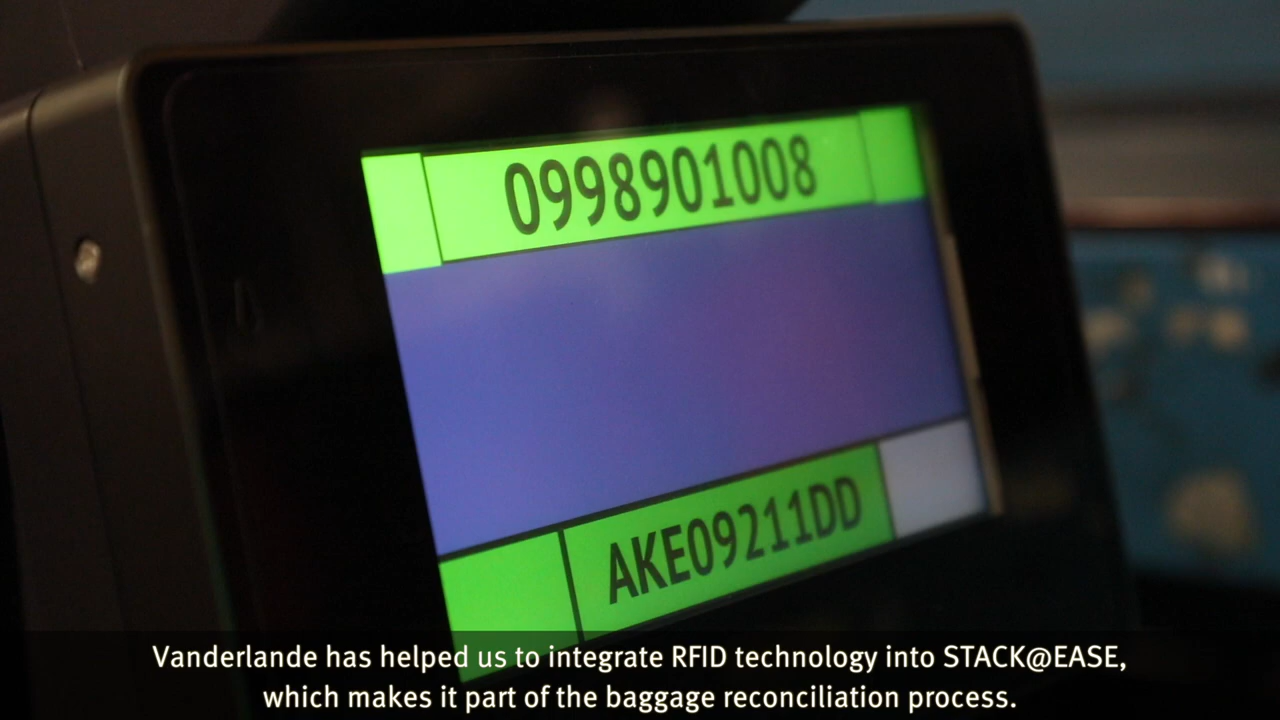 0998901008
AKE09211DD
Vanderlande has helped us to integrate RFID technology into STACK@EASE,
which makes it part of the baggage reconciliation process.